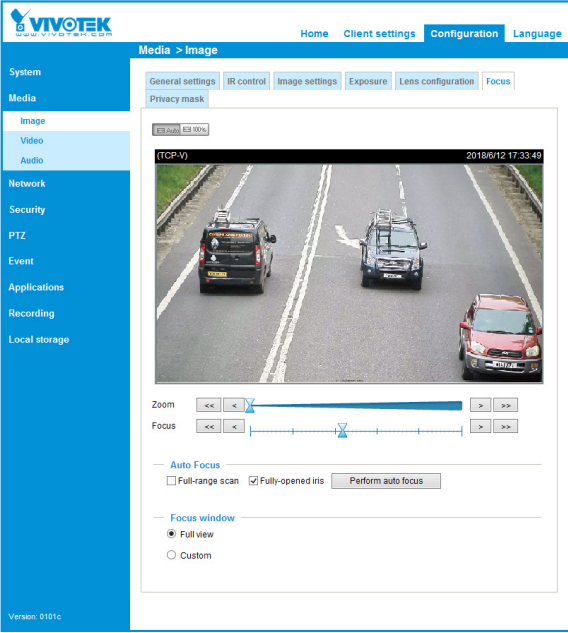 VIVOTEK
WWW.VIVOTEK.COM
Home Client settings Configuration Language
Media > Image
System
Media
Image
Video
Audio
Network
Security
PTZ
Event
Applications
Recording
Local storage
Version: 0101c
General settings IR control Image settings Exposure Lens configuration Focus
Privacy mask
Auto 100%
(TCP-V) 2018/6/12 17:33:49
Zoom << < > >>
Focus << < > >>
Auto Focus
Full-range scan Fully-opened iris Perform auto focus
Focus window
Full view
Custom